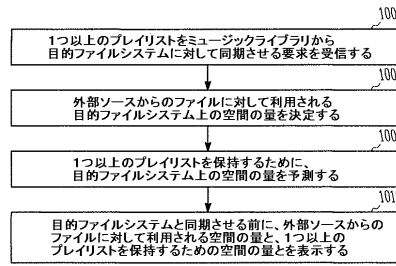 100
1つ以上のプレイリストをミュージックライブラリから
目的ファイルシステムに対して同期させる要求を受信する
100
外部ソースからのファイルに対して利用される
目的ファイルシステム上の空間の量を決定する
100
1つ以上のプレイリストを保持するために、
目的ファイルシステム上の空間の量を予測する
101
目的ファイルシステムと同期させる前に、外部ソースからの
ファイルに対して利用される空間の量と、1つ以上の
プレイリストを保持するための空間の量とを表示する